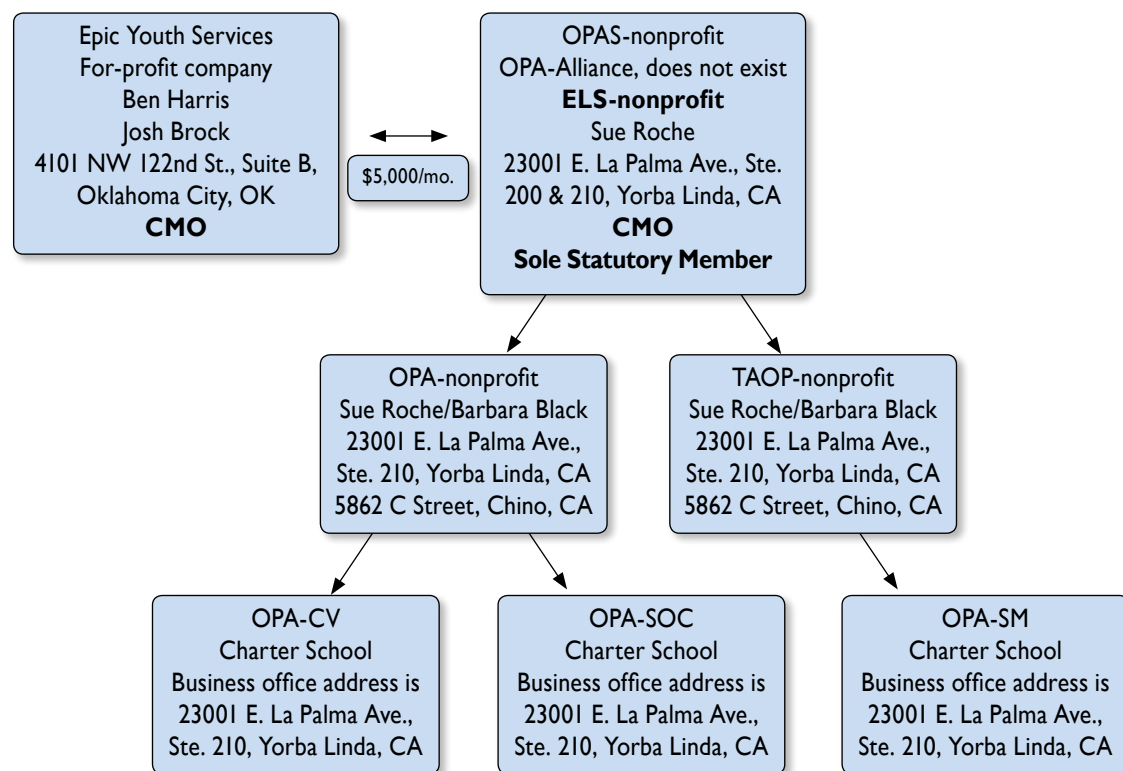 Epic Youth Services
For-profit company
Ben Harris
Josh Brock
4101 NW 122nd St., Suite B,
Oklahoma City, OK
CMO
$5,000/mo.
OPAS-nonprofit
OPA-Alliance, does not exist
ELS-nonprofit
Sue Roche
23001 E. La Palma Ave., Ste.
200 & 210, Yorba Linda, CA
CMO
Sole Statutory Member
OPA-nonprofit
Sue Roche/Barbara Black
23001 E. La Palma Ave.,
Ste. 210, Yorba Linda, CA
5862 C Street, Chino, CA
TAOP-nonprofit
Sue Roche/Barbara Black
23001 E. La Palma Ave.,
Ste. 210, Yorba Linda, CA
5862 C Street, Chino, CA
OPA-CV
Charter School
Business office address is
23001 E. La Palma Ave.,
Ste. 210, Yorba Linda, CA
OPA-SOC
Charter School
Business office address is
23001 E. La Palma Ave.,
Ste. 210, Yorba Linda, CA
OPA-SM
Charter School
Business office address is
23001 E. La Palma Ave.,
Ste. 210, Yorba Linda, CA